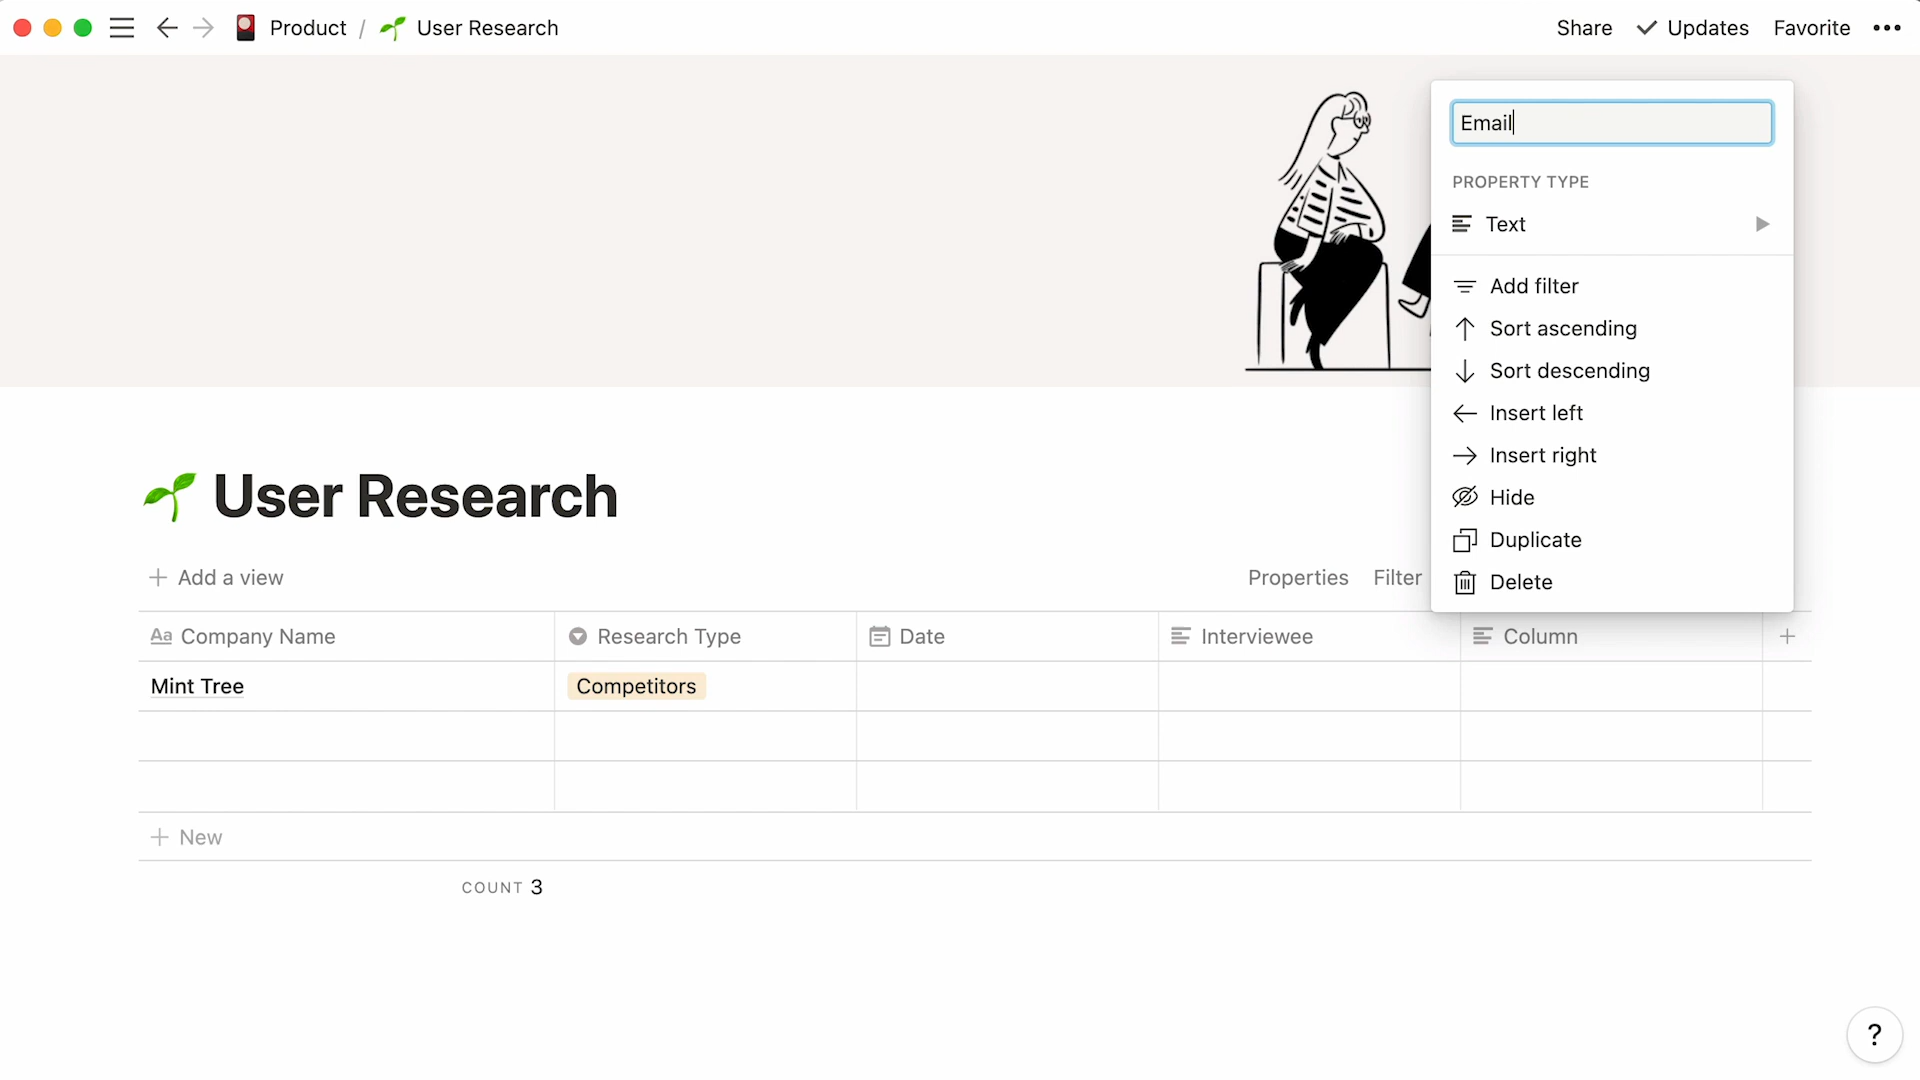 Product / User Research
Share Updates Favorite
Email
PROPERTY TYPE
Text
Add filter
Sort ascending
Sort descending
Insert left
Insert right
Hide
Duplicate
Delete
User Research
Add a view
Properties Filter
Aa Company Name Research Type Date Interviewee Column
Mint Tree Competitors
New
COUNT 3
?